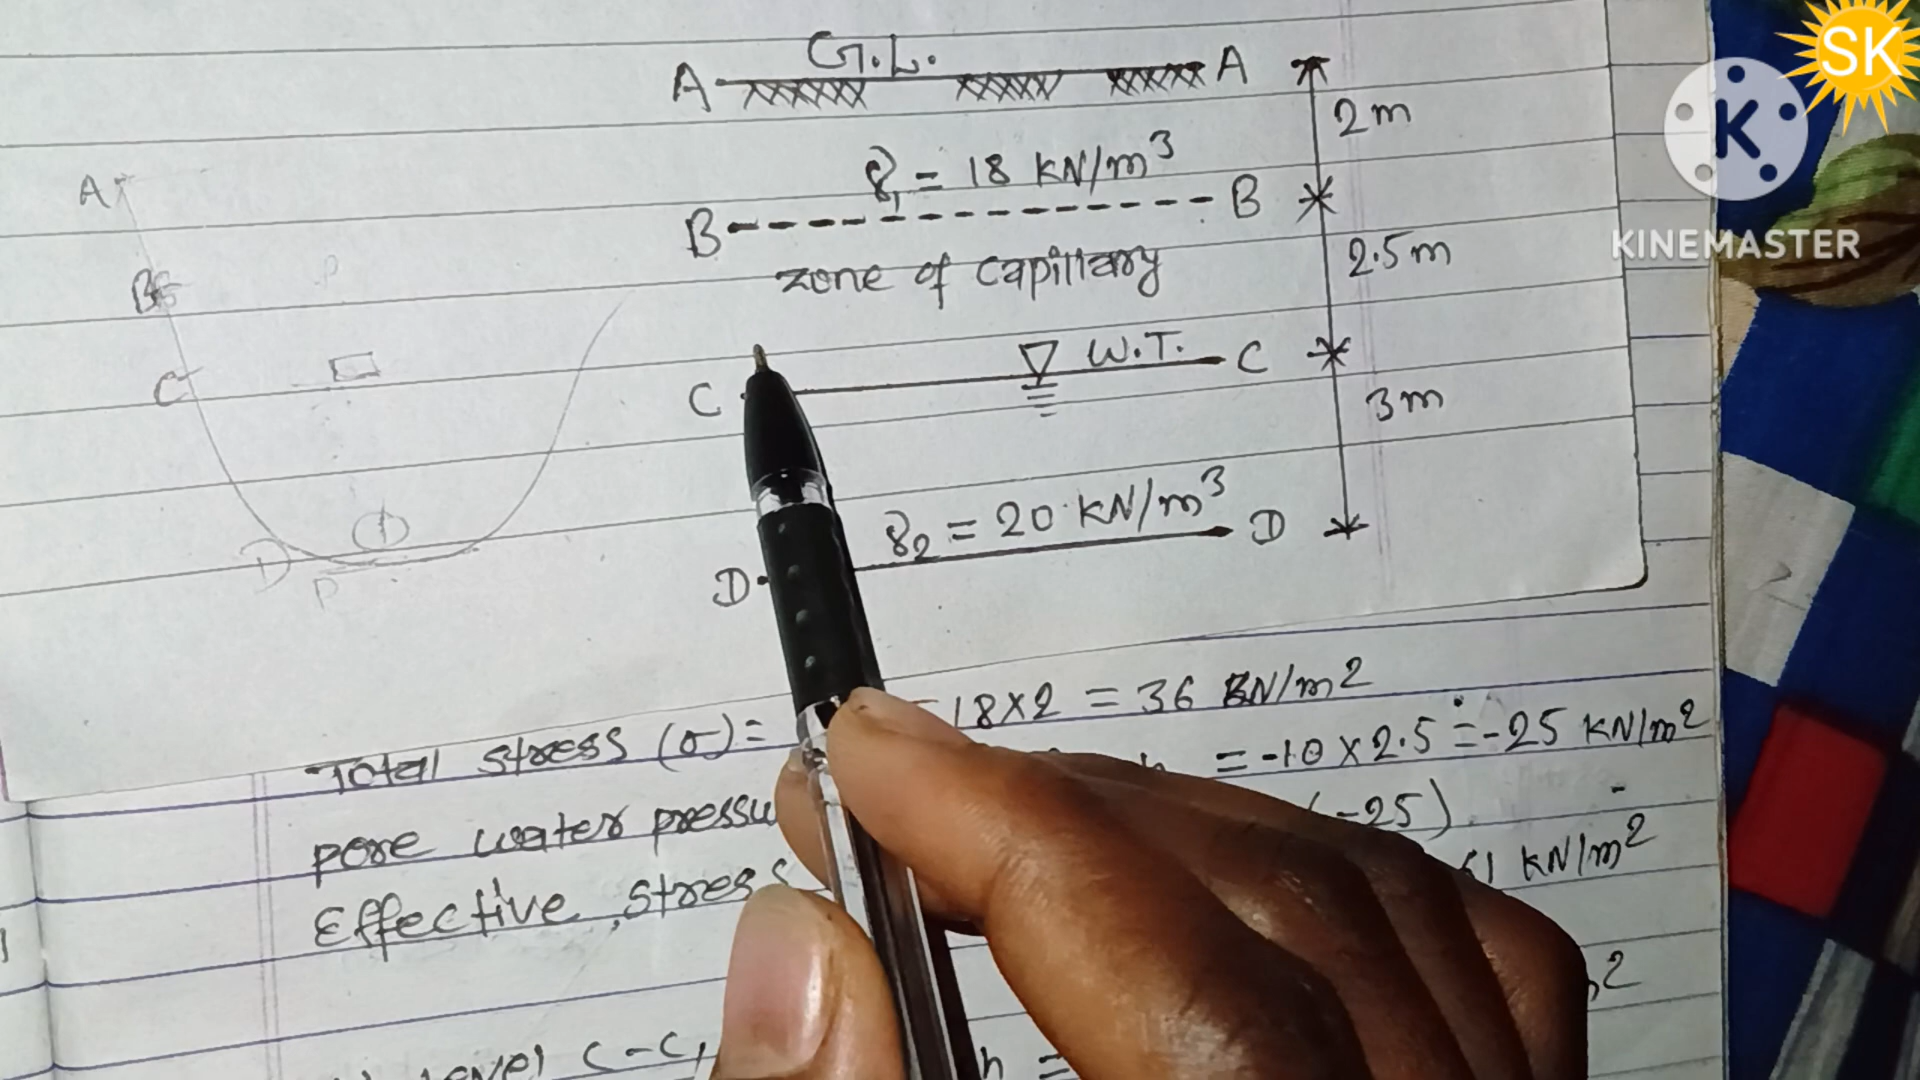 SK
K
KINEMASTER
G.L.
A A
2m
γ1 = 18 KN/m³
B B
zone of capillary
2.5m
W.T.
C C
3m
γ2 = 20 KN/m³
D D
A
B
C
D
P
Total stress (σ) = 18×2 = 36 KN/m2
pore water pressu h = -10 × 2.5 = -25 KN/m2
Effective stress (-25)
61 KN/m2
level C-C, h =